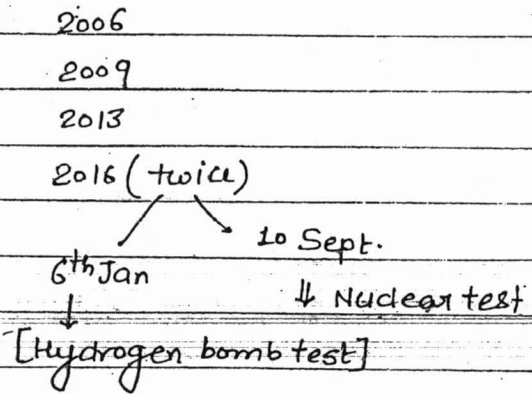 2006
2009
2013
2016 (twice)
10 Sept.
6th Jan
⇓ Nuclear test
[Hydrogen bomb test]